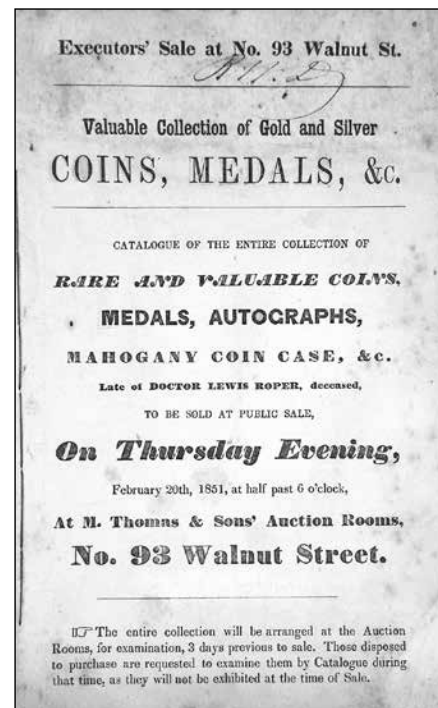 Executors' Sale at No. 93 Walnut St.
Valuable Collection of Gold and Silver
COINS, MEDALS, &c.
CATALOGUE OF THE ENTIRE COLLECTION OF
RARE AND VALUABLE COINS,
MEDALS, AUTOGRAPHS,
MAHOGANY COIN CASE, &c.
Late of DOCTOR LEWIS ROPER, deceased,
TO BE SOLD AT PUBLIC SALE,
On Thursday Evening,
February 20th, 1851, at half past 6 o'clock,
At M. Thomas & Sons' Auction Rooms,
No. 93 Walnut Street.
☞ The entire collection will be arranged at the Auction
Rooms, for examination, 3 days previous to sale. Those disposed
to purchase are requested to examine them by Catalogue during
that time, as they will not be exhibited at the time of Sale.